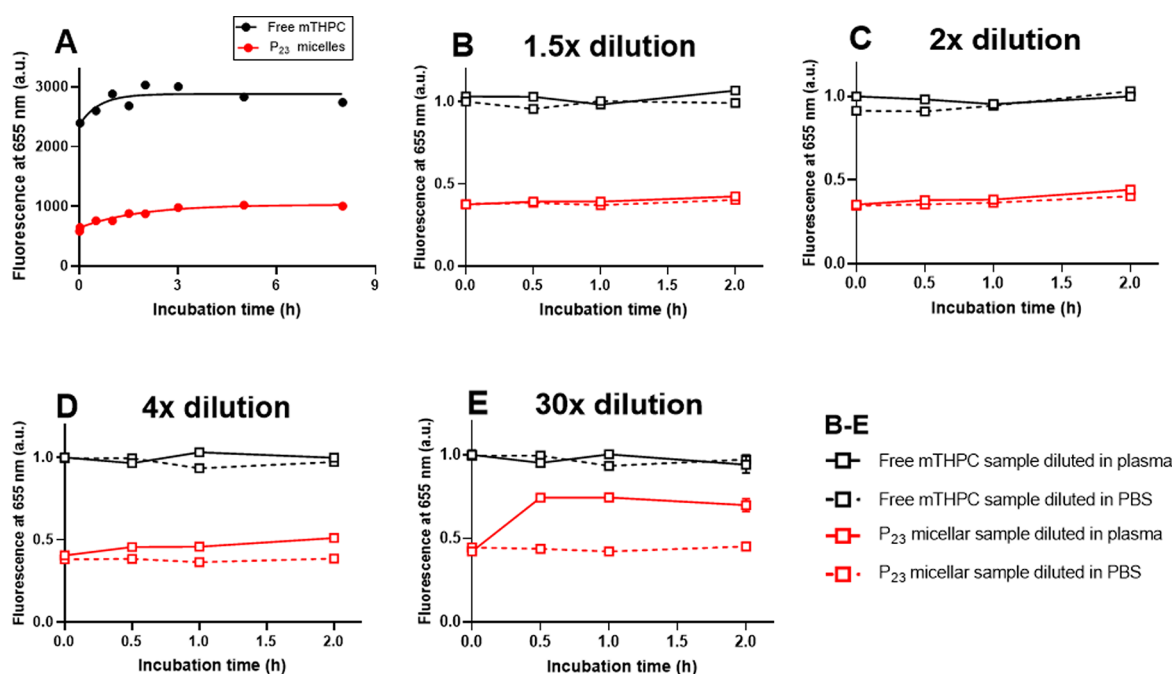 A
Free mTHPC
P23 micelles
Fluorescence at 655 nm (a.u.)
3000
2000
1000
0
0
3
6
9
Incubation time (h)
B
1.5x dilution
Fluorescence at 655 nm (a.u.)
1.0
0.5
0.0
0.0
0.5
1.0
1.5
2.0
Incubation time (h)
C
2x dilution
Fluorescence at 655 nm (a.u.)
1.0
0.5
0.0
0.0
0.5
1.0
1.5
2.0
Incubation time (h)
D
4x dilution
Fluorescence at 655 nm (a.u.)
1.0
0.5
0.0
0.0
0.5
1.0
1.5
2.0
Incubation time (h)
E
30x dilution
Fluorescence at 655 nm (a.u.)
1.0
0.5
0.0
0.0
0.5
1.0
1.5
2.0
Incubation time (h)
B-E
Free mTHPC sample diluted in plasma
Free mTHPC sample diluted in PBS
P23 micellar sample diluted in plasma
P23 micellar sample diluted in PBS